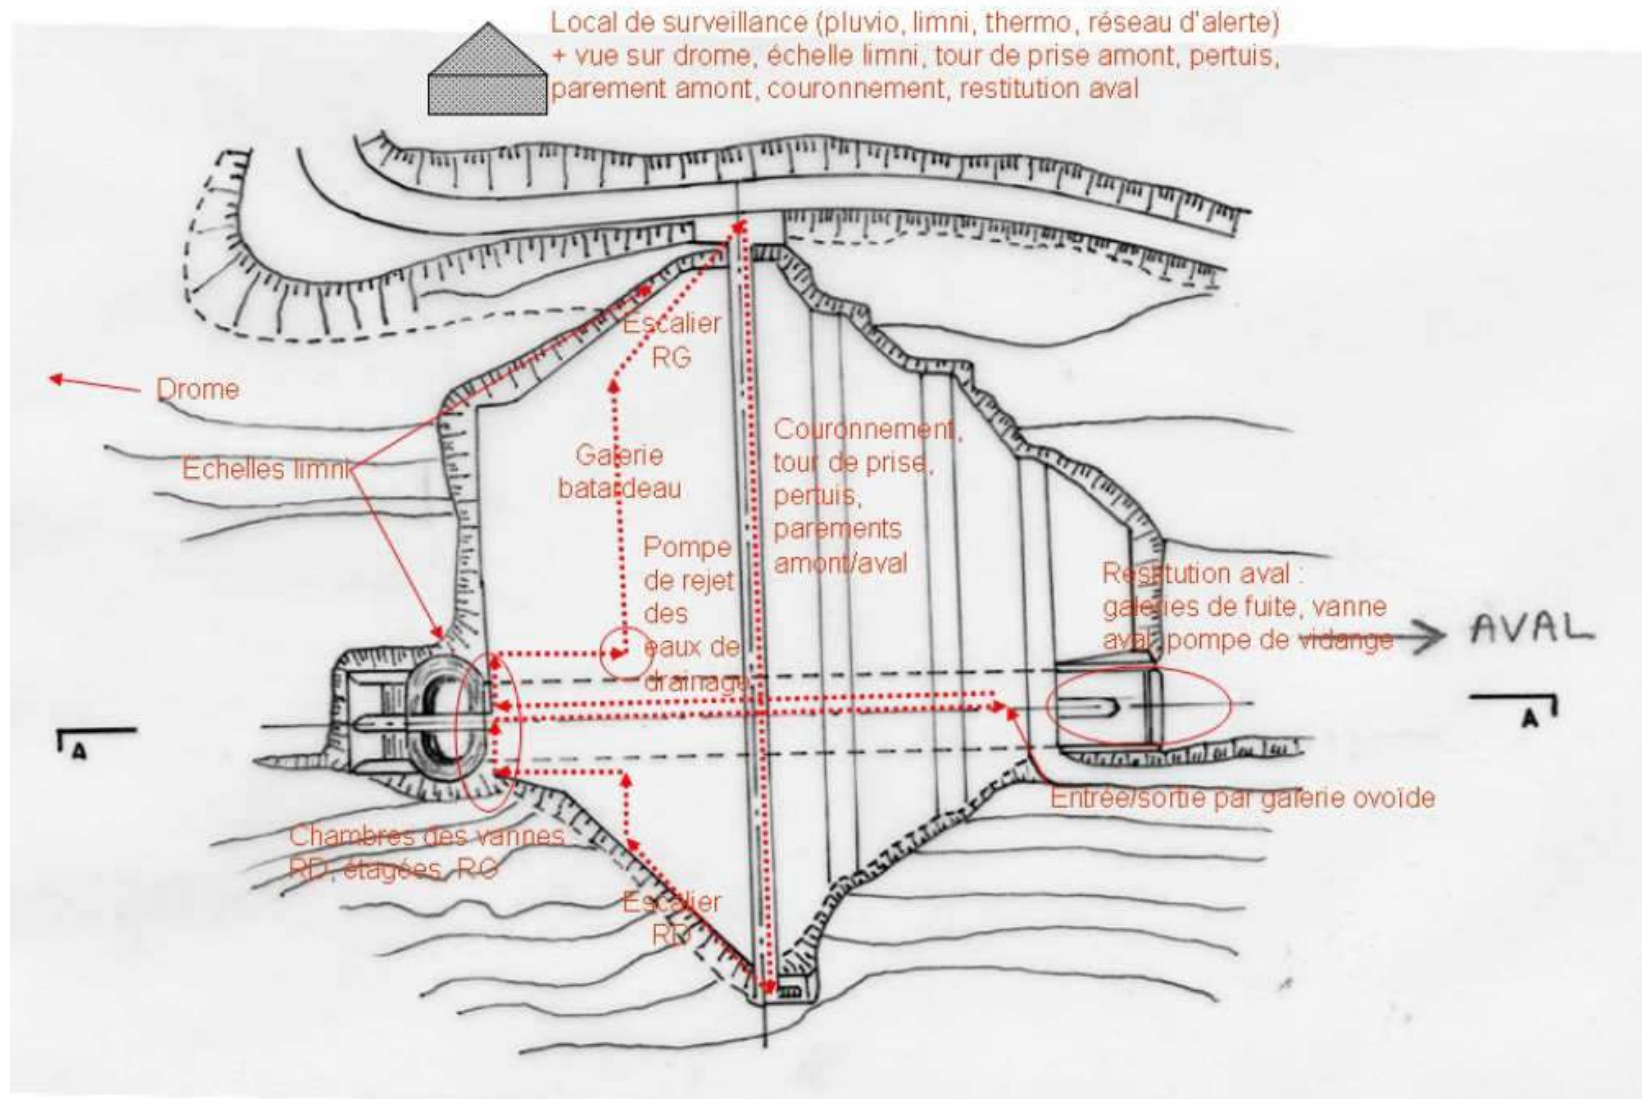 Local de surveillance (pluvio, limni, thermo, réseau d'alerte)
+ vue sur drome, échelle limni, tour de prise amont, pertuis,
parement amont, couronnement, restitution aval
Escalier
RG
Drome
Echelles limni
Galerie
batardeau
Couronnement,
tour de prise,
pertuis,
parements
amont/aval
Pompe
de rejet
des
eaux de
drainage
Restitution aval :
galeries de fuite, vanne
aval, pompe de vidange
AVAL
A
A
Entrée/sortie par galerie ovoïde
Chambres des vannes
RD, étagées, RG
Escalier
RD